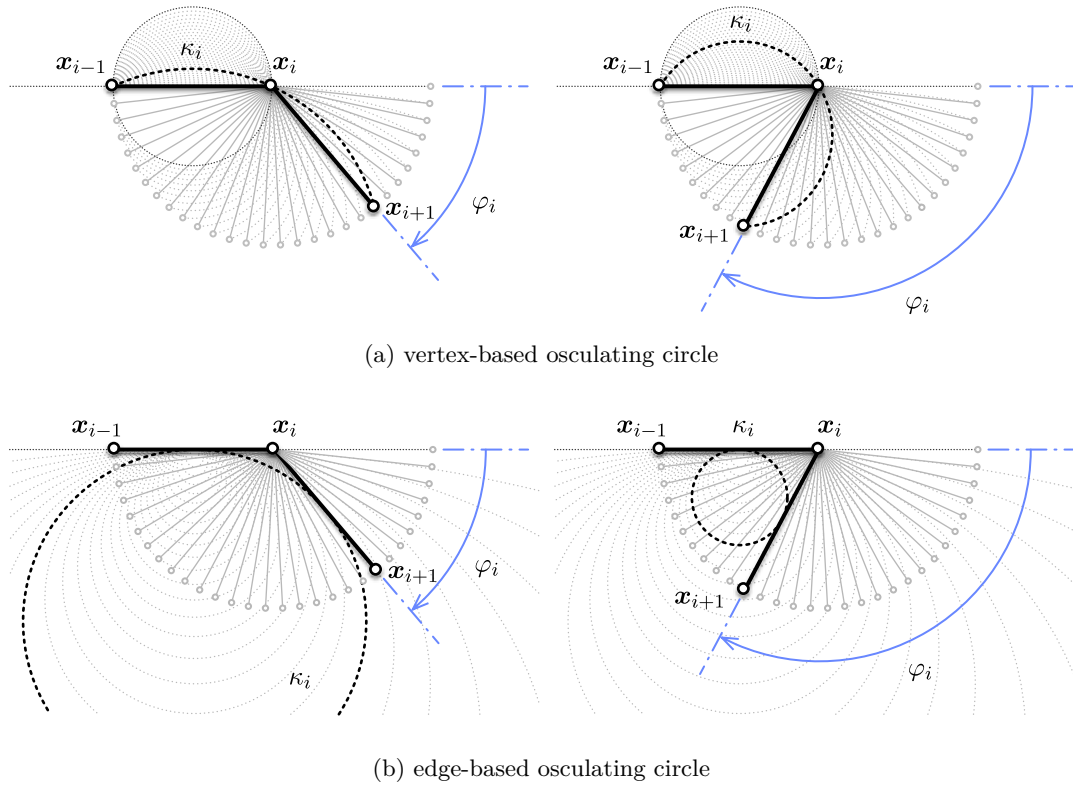 κᵢ κᵢ
𝒙ᵢ₋₁ 𝒙ᵢ 𝒙ᵢ₋₁ 𝒙ᵢ
φᵢ
𝒙ᵢ₊₁ 𝒙ᵢ₊₁
φᵢ
(a) vertex-based osculating circle
𝒙ᵢ₋₁ 𝒙ᵢ 𝒙ᵢ₋₁ κᵢ 𝒙ᵢ
φᵢ
𝒙ᵢ₊₁ 𝒙ᵢ₊₁
κᵢ φᵢ
(b) edge-based osculating circle